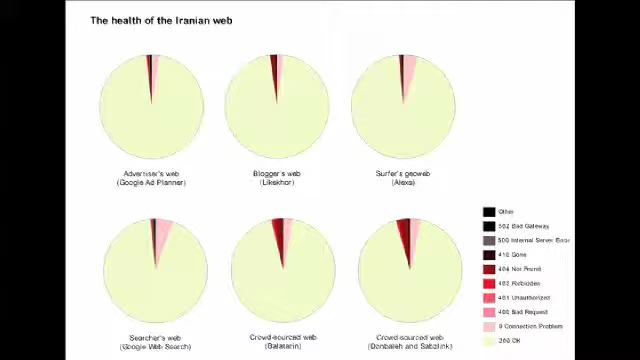 The health of the Iranian web
Advertiser's web
(Google Ad Planner)
Blogger's web
(Likekhor)
Surfer's geoweb
(Alexa)
Searcher's web
(Google Web Search)
Crowd-sourced web
(Balatarin)
Crowd-sourced web
(Donbaleh and Sabzlink)
Other
502 Bad Gateway
500 Internal Server Error
410 Gone
404 Not Found
403 Forbidden
401 Unauthorized
400 Bad Request
0 Connection Problem
200 OK